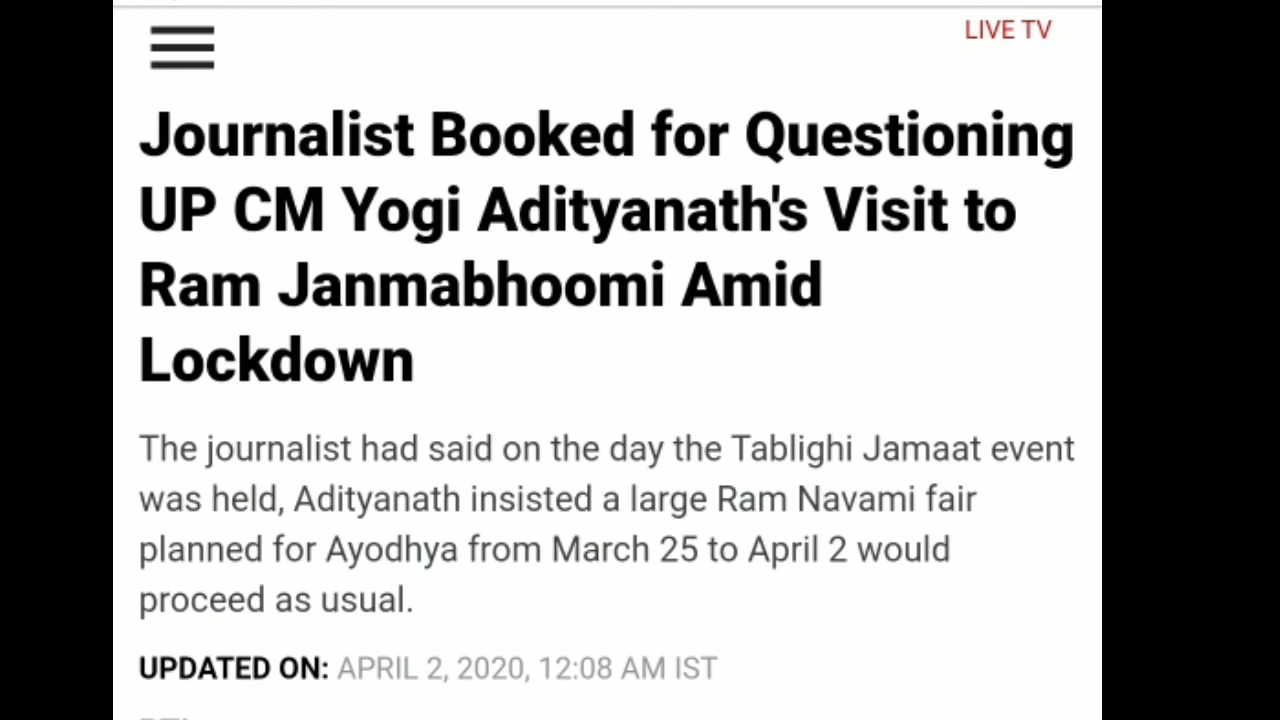 LIVE TV
Journalist Booked for Questioning
UP CM Yogi Adityanath's Visit to
Ram Janmabhoomi Amid
Lockdown
The journalist had said on the day the Tablighi Jamaat event
was held, Adityanath insisted a large Ram Navami fair
planned for Ayodhya from March 25 to April 2 would
proceed as usual.
UPDATED ON: APRIL 2, 2020, 12:08 AM IST